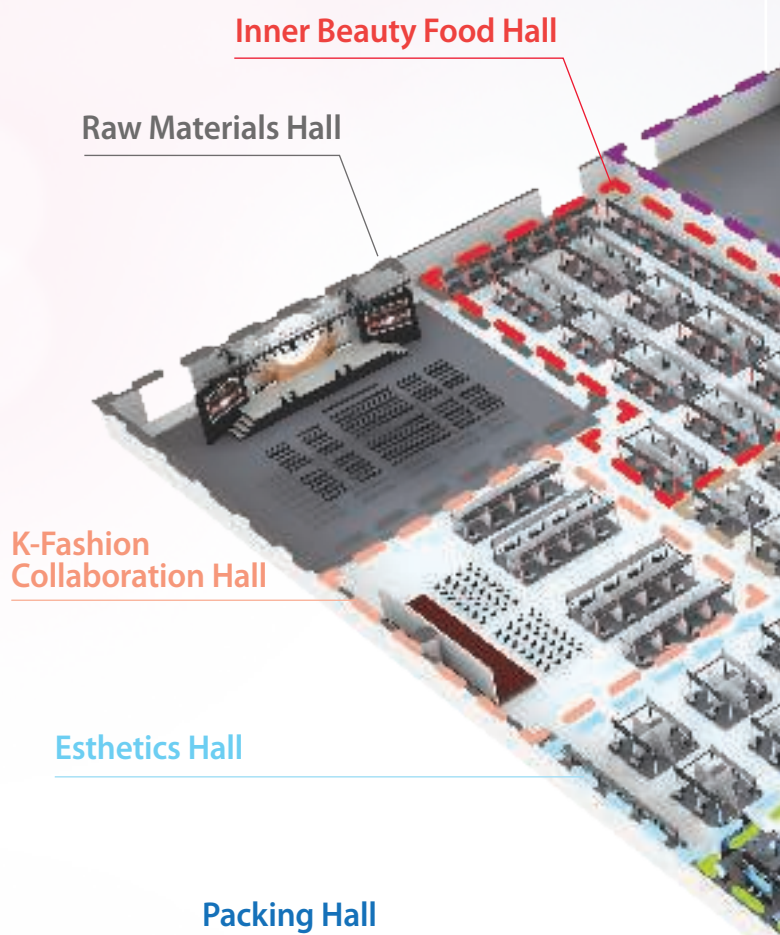 Inner Beauty Food Hall
Raw Materials Hall
K-Fashion
Collaboration Hall
Esthetics Hall
Packing Hall